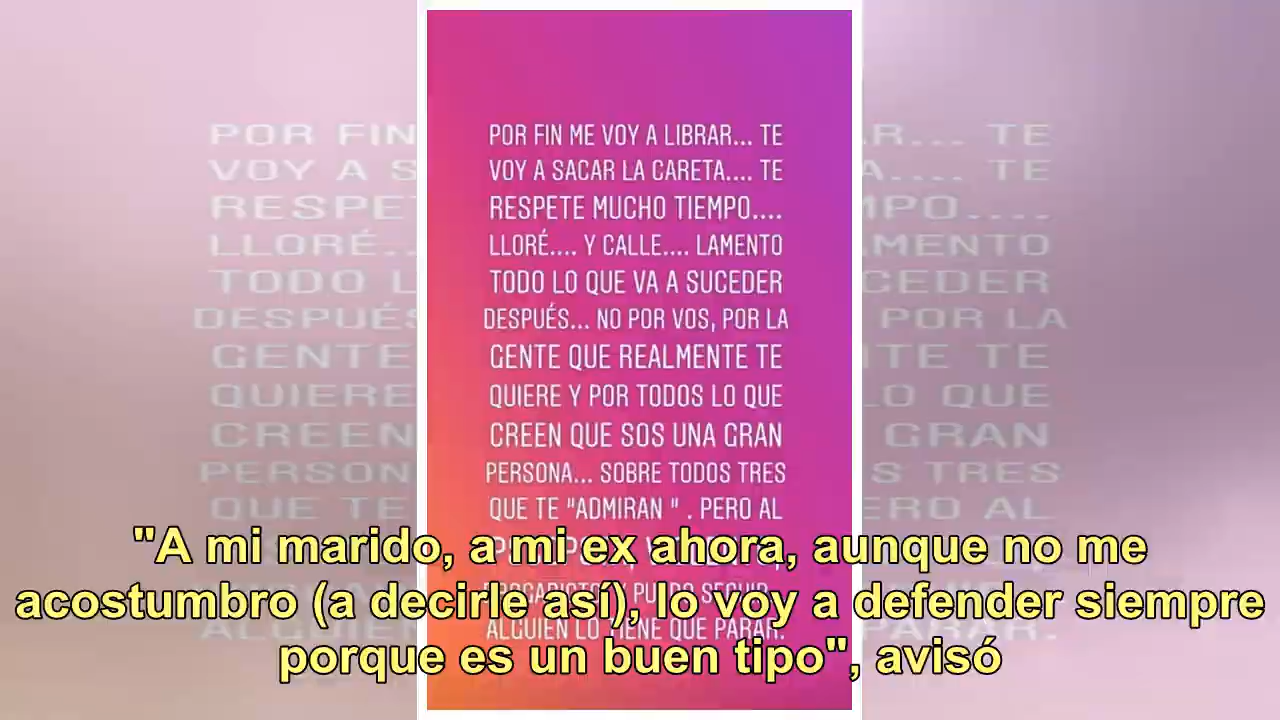 POR FIN ME VOY A LIBRAR... TE
VOY A SACAR LA CARETA.... TE
RESPETE MUCHO TIEMPO....
LLORÉ.... Y CALLE.... LAMENTO
TODO LO QUE VA A SUCEDER
DESPUÉS... NO POR VOS, POR LA
GENTE QUE REALMENTE TE
QUIERE Y POR TODOS LO QUE
CREEN QUE SOS UNA GRAN
PERSONA... SOBRE TODOS TRES
QUE TE "ADMIRAN " . PERO AL
Y PUEDO SEGUIR...
ALGUIEN LO TIENE QUE PARAR.
"A mi marido, a mi ex ahora, aunque no me
acostumbro (a decirle así), lo voy a defender siempre
porque es un buen tipo", avisó